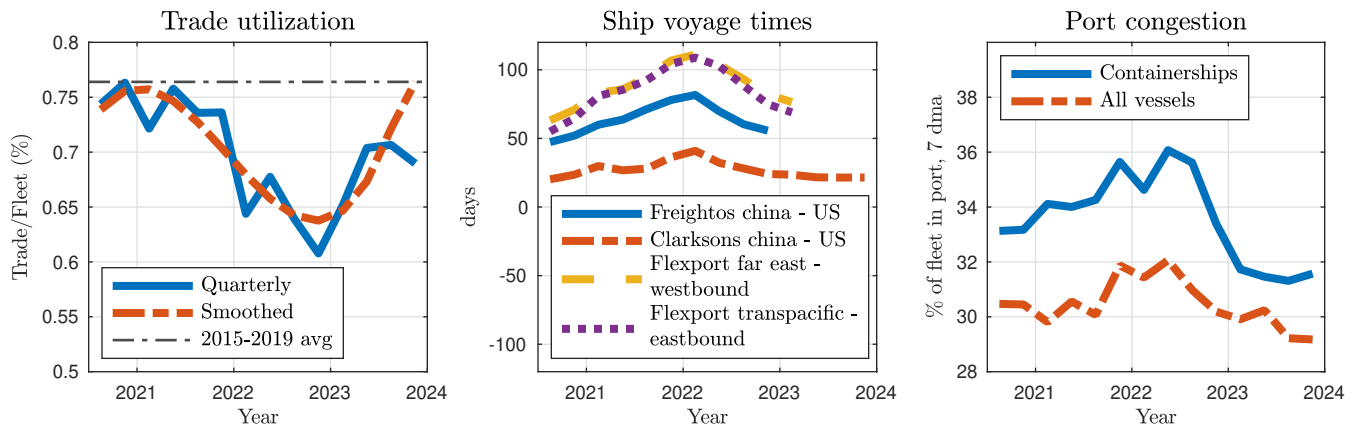 Trade utilization
Trade/Fleet (%)
0.8
0.75
0.7
0.65
0.6
0.55
0.5
Quarterly
Smoothed
2015-2019 avg
2021
2022
2023
2024
Year
Ship voyage times
days
100
50
0
-50
-100
Freightos china - US
Clarksons china - US
Flexport far east -
westbound
Flexport transpacific -
eastbound
2021
2022
2023
2024
Year
Port congestion
% of fleet in port, 7 dma
38
36
34
32
30
28
Containerships
All vessels
2021
2022
2023
2024
Year